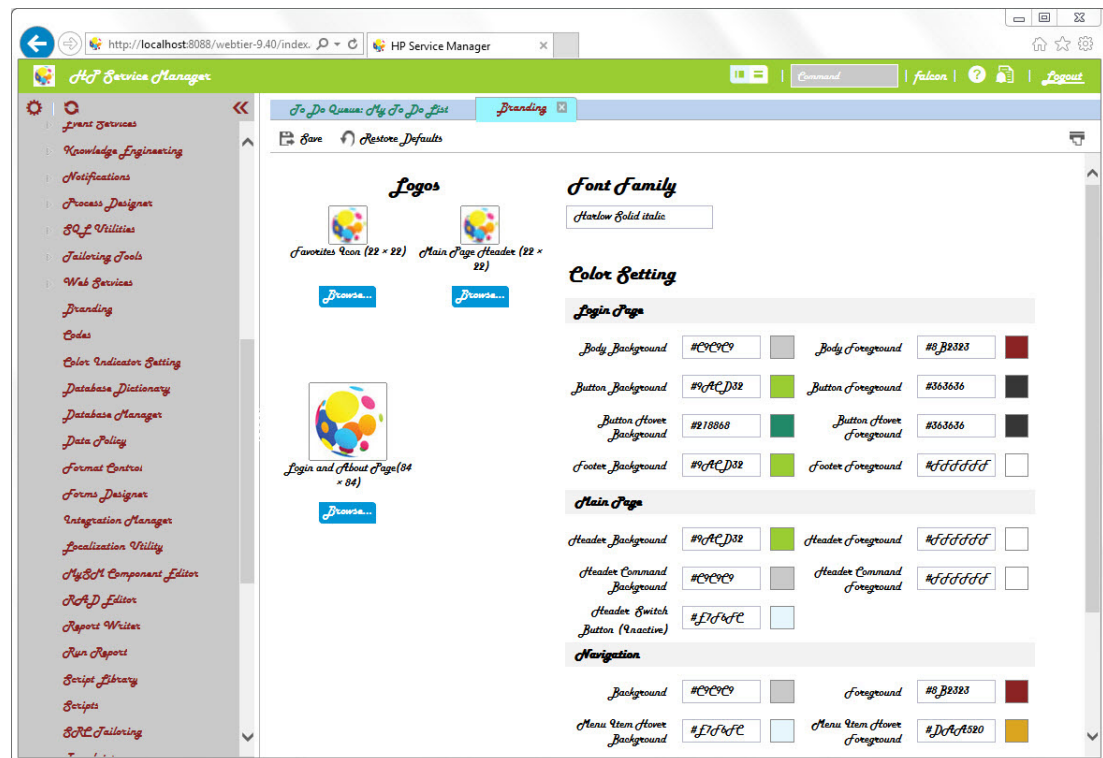 http://localhost:8088/webtier-9.40/index.
HP Service Manager
HP Service Manager
Command
falcon
Logout
To Do Queue: My To Do List
Branding
Save
Restore Defaults
Event Services
Knowledge Engineering
Notifications
Process Designer
SQL Utilities
Tailoring Tools
Web Services
Branding
Codes
Color Indicator Setting
Database Dictionary
Database Manager
Data Policy
Format Control
Forms Designer
Integration Manager
Localization Utility
MySM Component Editor
RAD Editor
Report Writer
Run Report
Script Library
Scripts
SRC Tailoring
Logos
Favorites Icon (22 × 22)
Main Page Header (22 ×
22)
Browse...
Browse...
Login and About Page(84
× 84)
Browse...
Font Family
Harlow Solid italic
Color Setting
Login Page
Body Background
#C9C9C9
Body Foreground
#8B2323
Button Background
#9ACD32
Button Foreground
#363636
Button Hover
Background
#218868
Button Hover
Foreground
#363636
Footer Background
#9ACD32
Footer Foreground
#FFFFFF
Main Page
Header Background
#9ACD32
Header Foreground
#FFFFFF
Header Command
Background
#C9C9C9
Header Command
Foreground
#FFFFFF
Header Switch
Button (Inactive)
#E7F6FC
Navigation
Background
#C9C9C9
Foreground
#8B2323
Menu Item Hover
Background
#E7F6FC
Menu Item Hover
Foreground
#DAA520